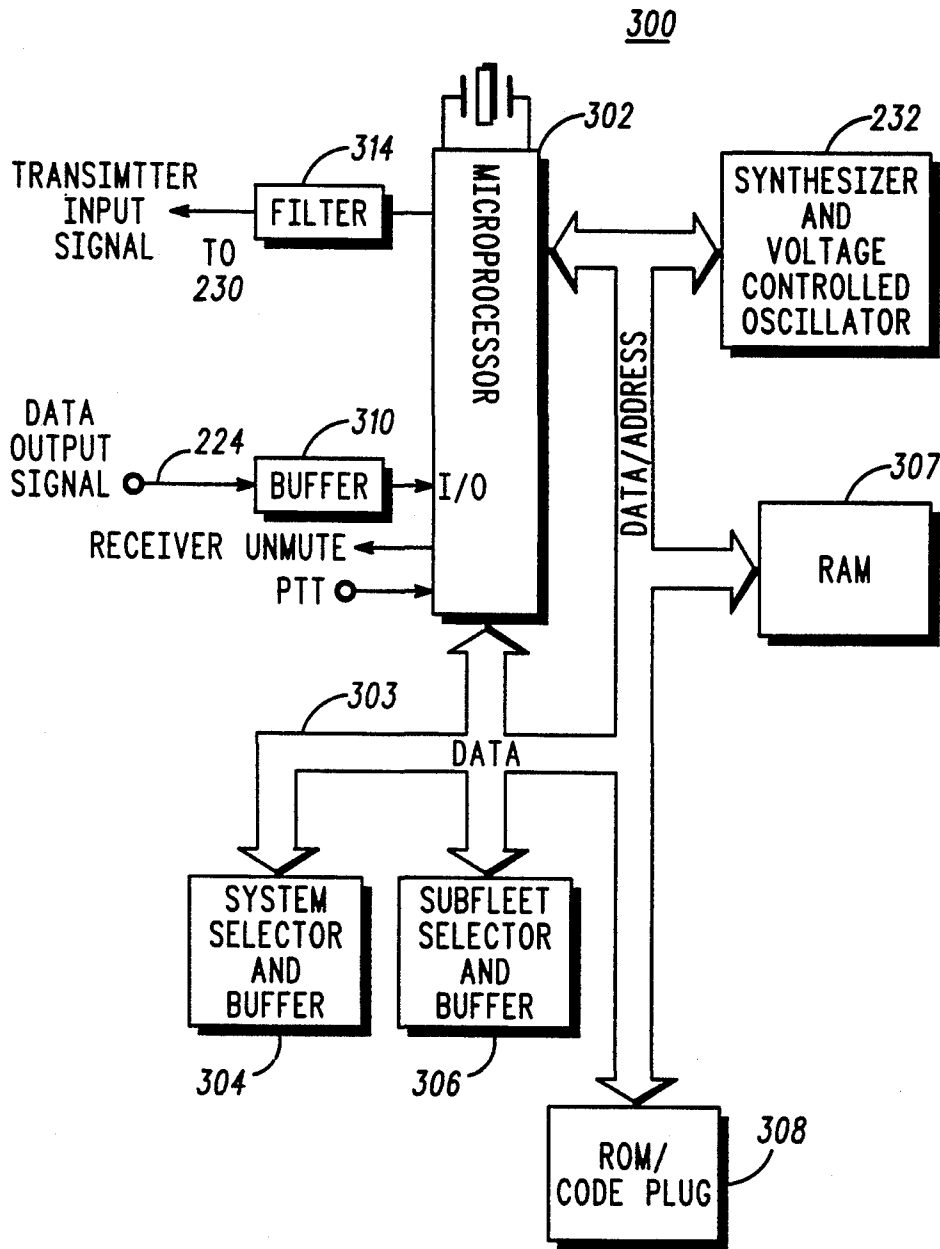 300
302
232
314
TRANSIMTTER
INPUT
SIGNAL
FILTER
TO
230
MICROPROCESSOR
SYNTHESIZER
AND
VOLTAGE
CONTROLLED
OSCILLATOR
DATA/ADDRESS
DATA
OUTPUT
SIGNAL
224
310
BUFFER
I/O
307
RAM
RECEIVER UNMUTE
PTT
303
DATA
SYSTEM
SELECTOR
AND
BUFFER
304
SUBFLEET
SELECTOR
AND
BUFFER
306
ROM/
CODE PLUG
308